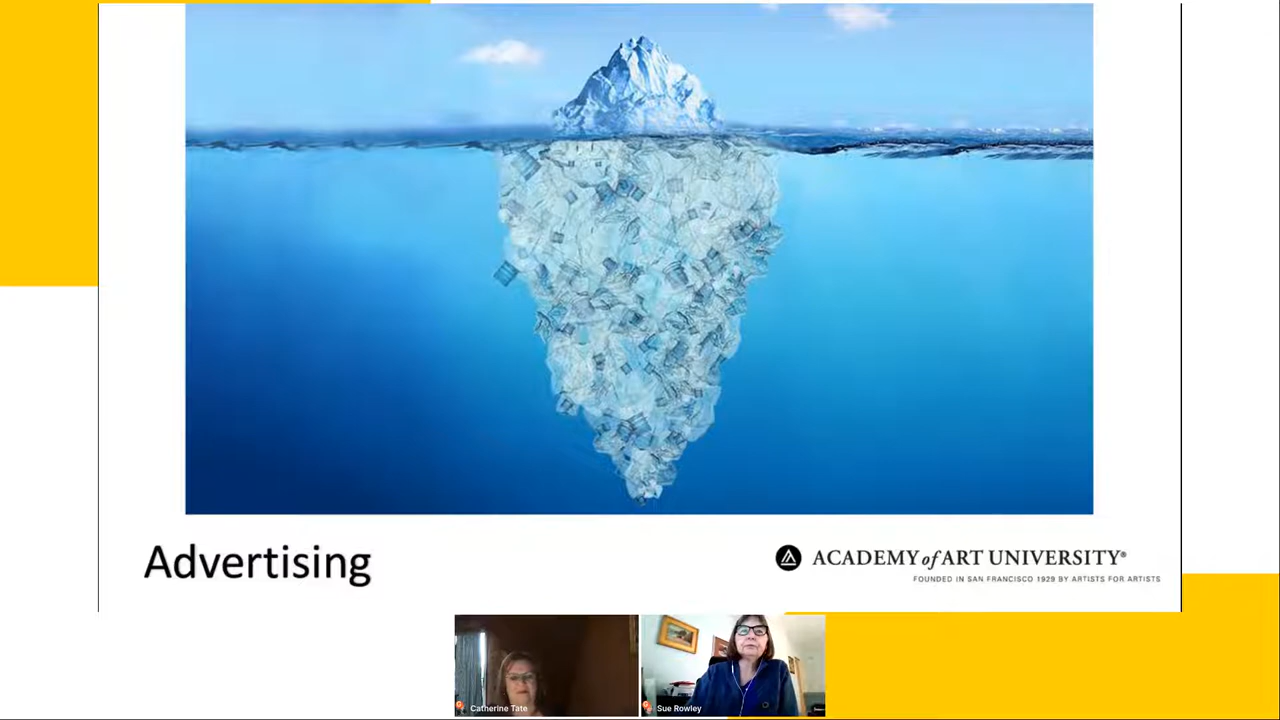 Advertising
ACADEMY of ART UNIVERSITY®
FOUNDED IN SAN FRANCISCO 1929 BY ARTISTS FOR ARTISTS
Catherine Tate
Sue Rowley